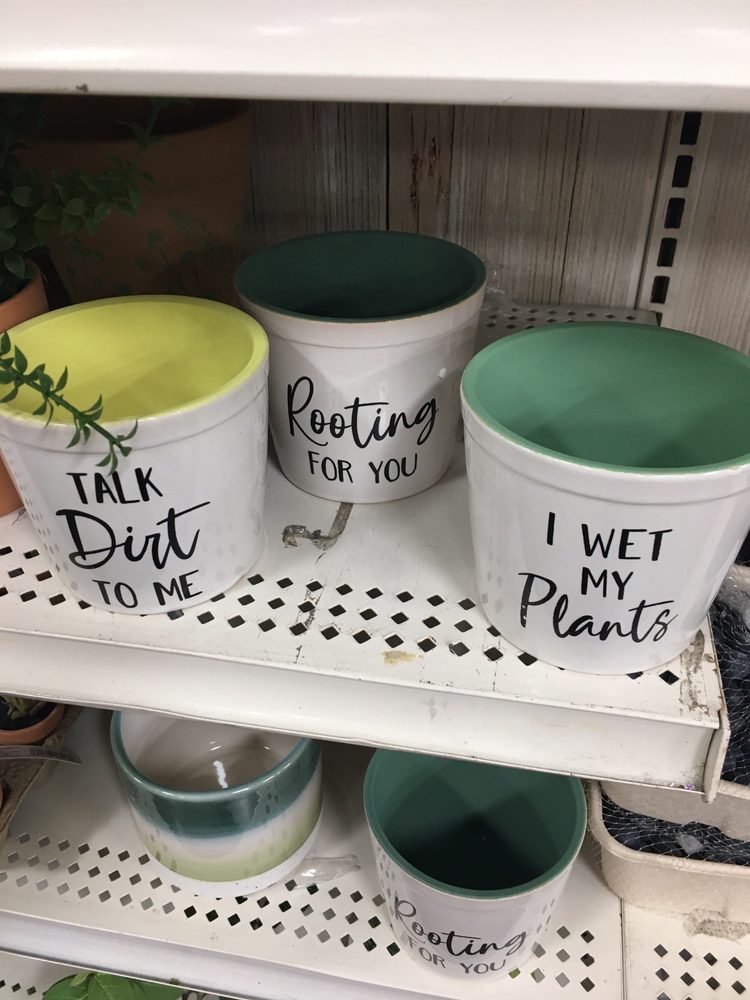 TALK
Dirt
TO ME
Rooting
FOR YOU
I WET
MY
Plants
Rooting
FOR YOU